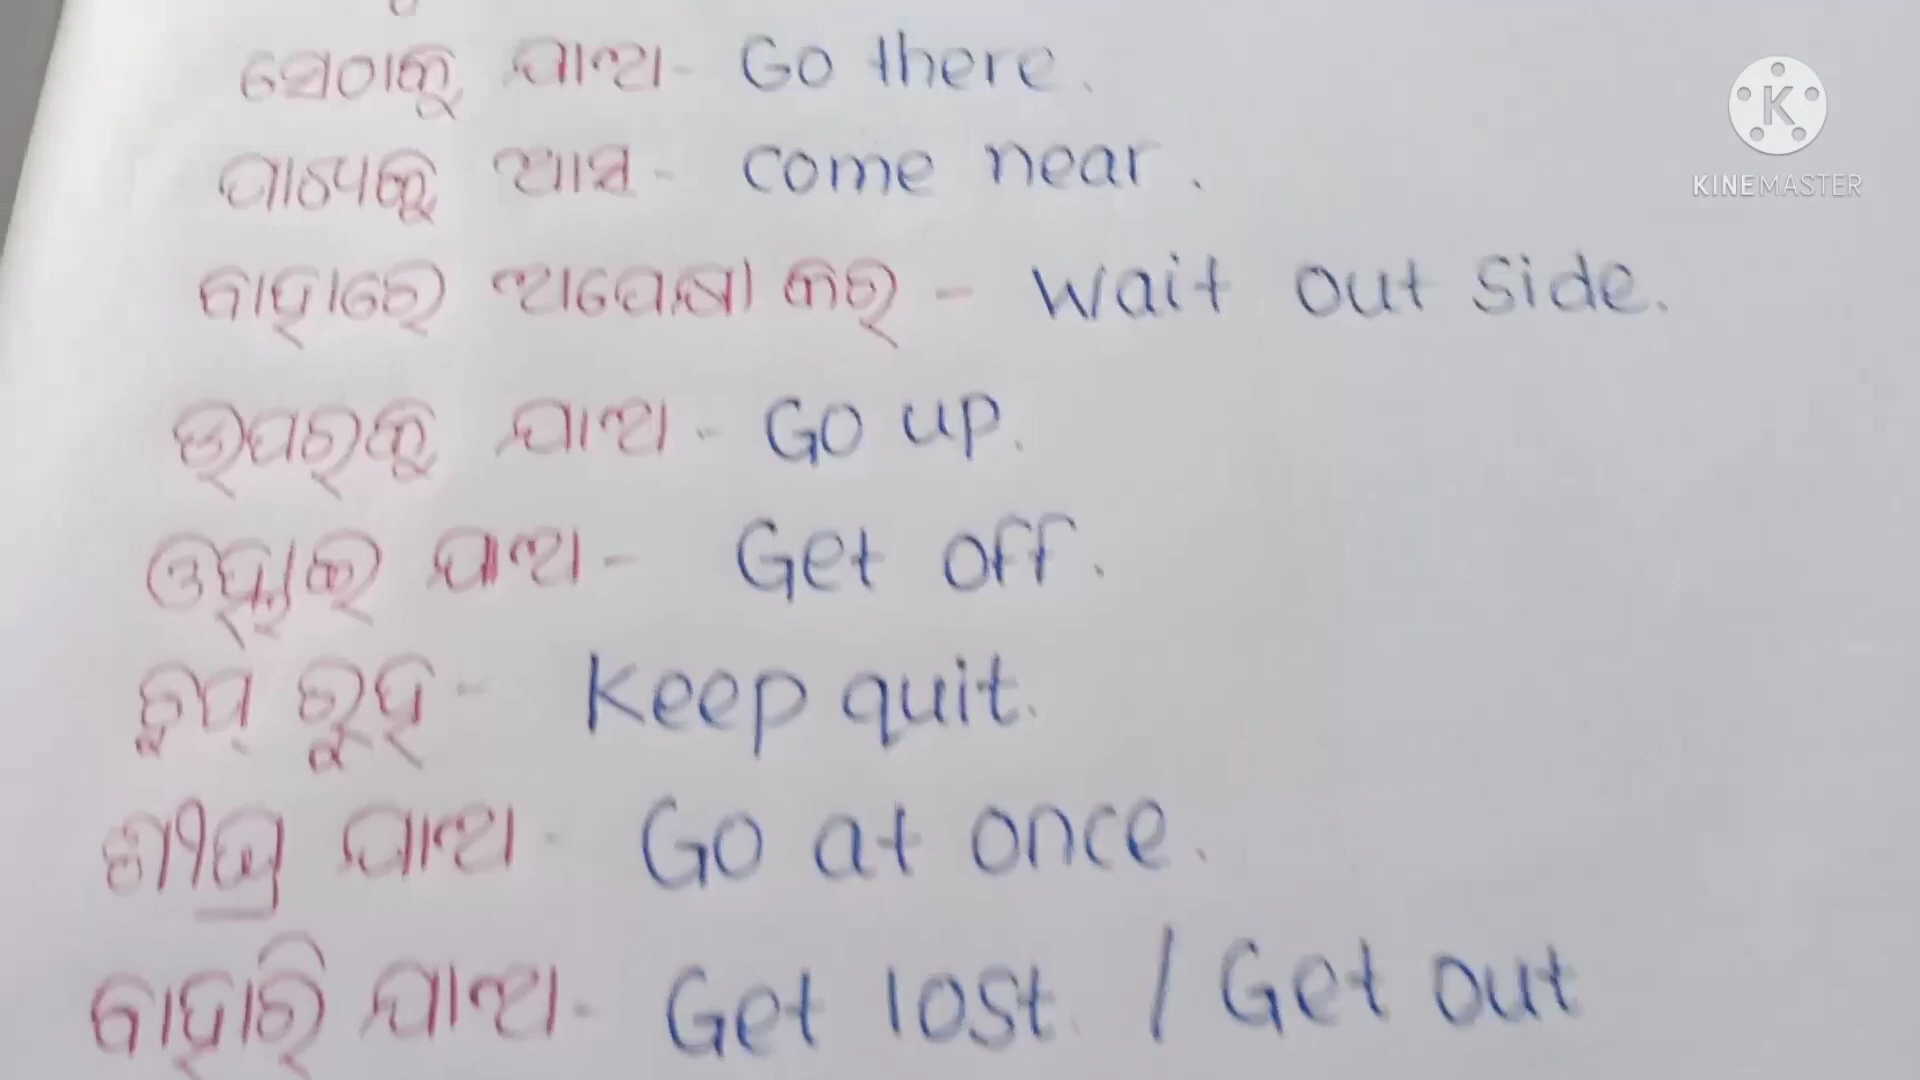 ସେଠାକୁ ଯାଅ - Go there.
ପାଖକୁ ଆସ - come near.
ବାହାରେ ଅପେକ୍ଷା କର - Wait out side.
ଉପରକୁ ଯାଅ - Go up.
ଓହ୍ଲାଇ ଯାଅ - Get off.
ଚୁପ୍ ରୁହ - Keep quit.
ଶୀଘ୍ର ଯାଅ - Go at once.
ବାହାରି ଯାଅ - Get lost. / Get out
K
KINEMASTER